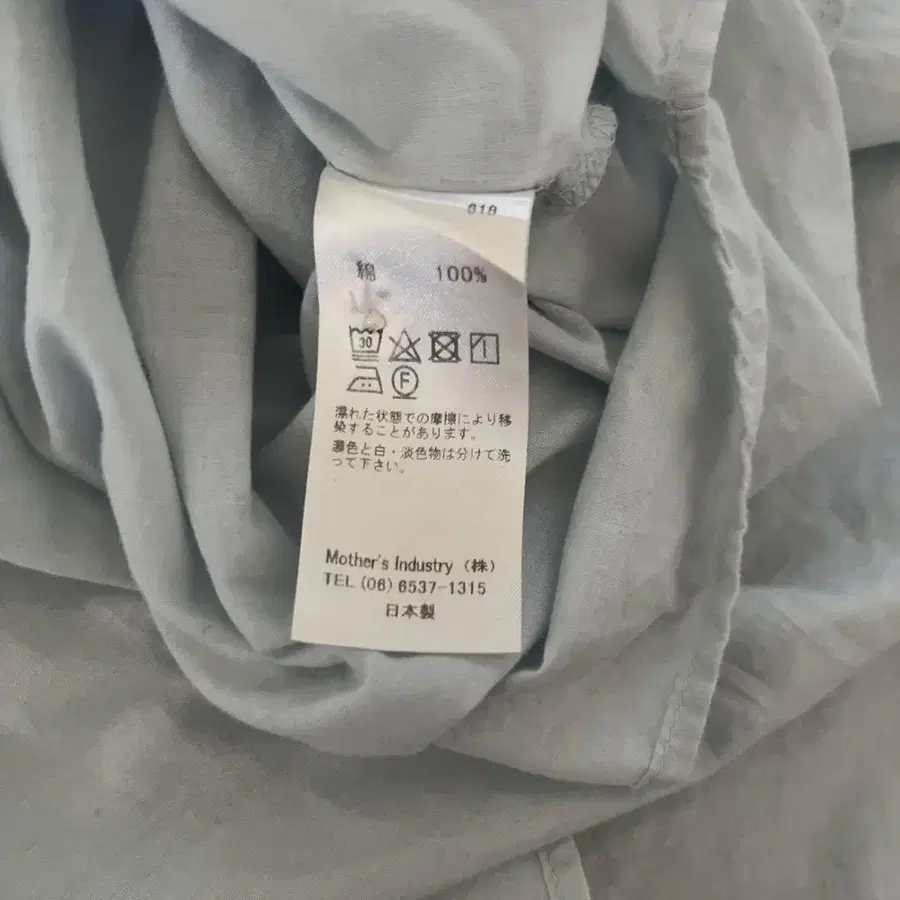 618
綿 100%
30
F
濡れた状態での摩擦により移
染することがあります。
濃色と白・淡色物は分けて洗
って下さい。
Mother's Industry (株)
TEL (06) 6537-1315
日本製